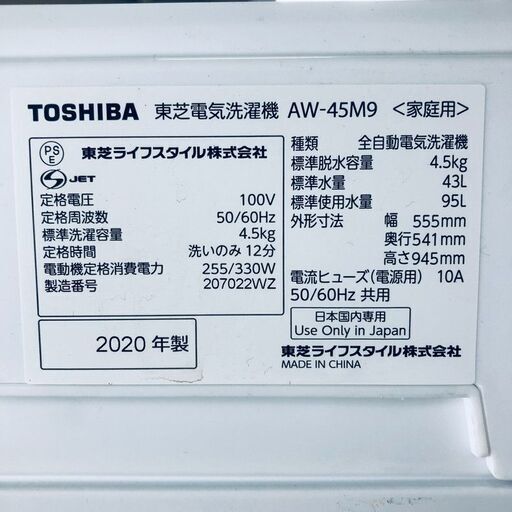 TOSHIBA 東芝電気洗濯機 AW-45M9 <家庭用>
PS
E
東芝ライフスタイル株式会社
S JET
定格電圧 100V
定格周波数 50/60Hz
標準洗濯容量 4.5kg
定格時間 洗いのみ 12分
電動機定格消費電力 255/330W
製造番号 207022WZ
2020 年製
種類 全自動電気洗濯機
標準脱水容量 4.5kg
標準水量 43L
標準使用水量 95L
外形寸法 幅 555mm
奥行541mm
高さ945mm
電流ヒューズ(電源用) 10A
50/60Hz 共用
日本国内専用
Use Only in Japan
東芝ライフスタイル株式会社
MADE IN CHINA